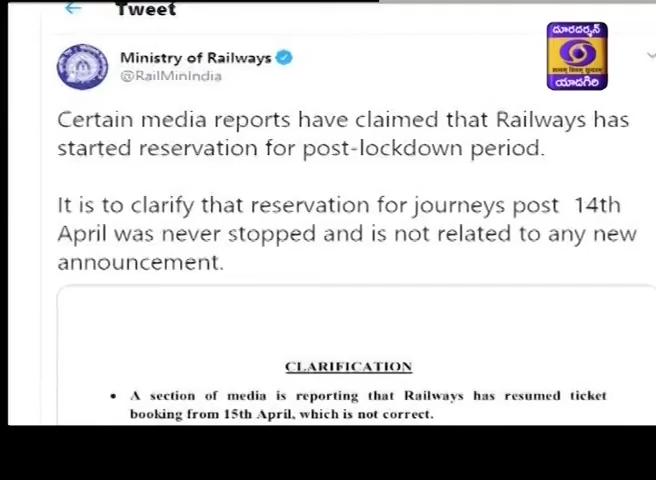 Tweet
దూరదర్శన్
Ministry of Railways
@RailMinIndia
యాదగిరి
Certain media reports have claimed that Railways has
started reservation for post-lockdown period.
It is to clarify that reservation for journeys post 14th
April was never stopped and is not related to any new
announcement.
CLARIFICATION
• A section of media is reporting that Railways has resumed ticket
booking from 15th April, which is not correct.